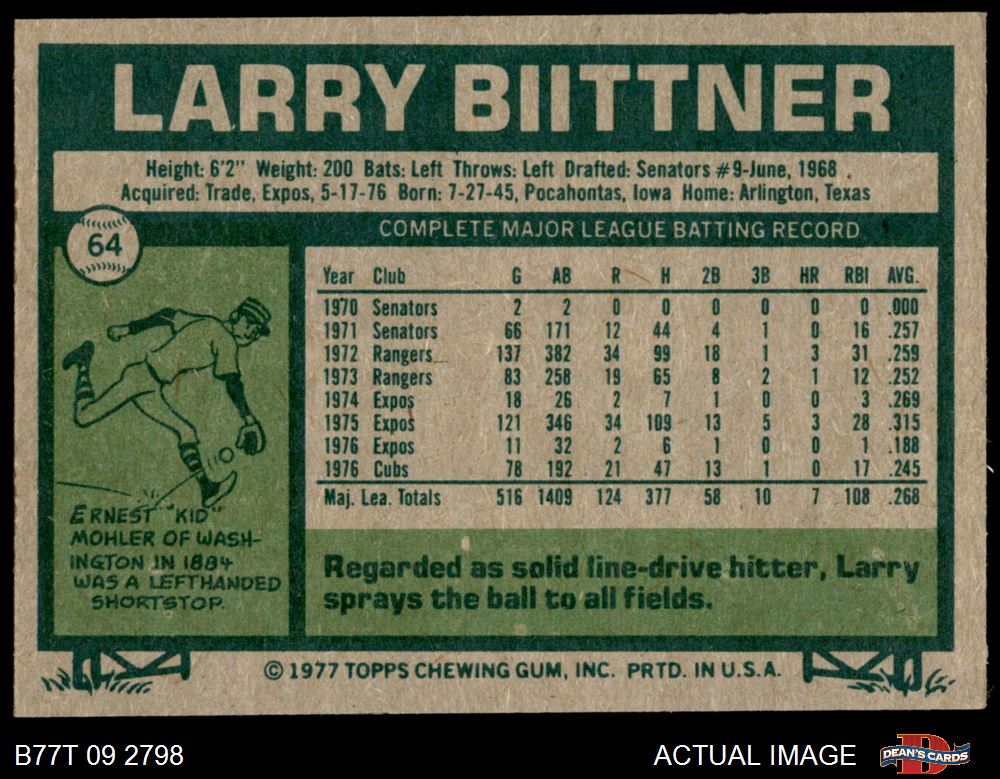 LARRY BIITTNER
Height: 6'2" Weight: 200 Bats: Left Throws: Left Drafted: Senators #9-June, 1968
Acquired: Trade, Expos, 5-17-76 Born: 7-27-45, Pocahontas, Iowa Home: Arlington, Texas
64
COMPLETE MAJOR LEAGUE BATTING RECORD
Year Club G AB R H 2B 3B HR RBI AVG.
1970 Senators 2 2 0 0 0 0 0 0 .000
1971 Senators 66 171 12 44 4 1 0 16 .257
1972 Rangers 137 382 34 99 18 1 3 31 .259
1973 Rangers 83 258 19 65 8 2 1 12 .252
1974 Expos 18 26 2 7 1 0 0 3 .269
1975 Expos 121 346 34 109 13 5 3 28 .315
1976 Expos 11 32 2 6 1 0 0 1 .188
1976 Cubs 78 192 21 47 13 1 0 17 .245
Maj. Lea. Totals 516 1409 124 377 58 10 7 108 .268
ERNEST "KID"
MOHLER OF WASH-
INGTON IN 1884
WAS A LEFTHANDED
SHORTSTOP.
Regarded as solid line-drive hitter, Larry
sprays the ball to all fields.
© 1977 TOPPS CHEWING GUM, INC. PRTD. IN U.S.A.
B77T 09 2798
ACTUAL IMAGE
DEAN'S CARDS